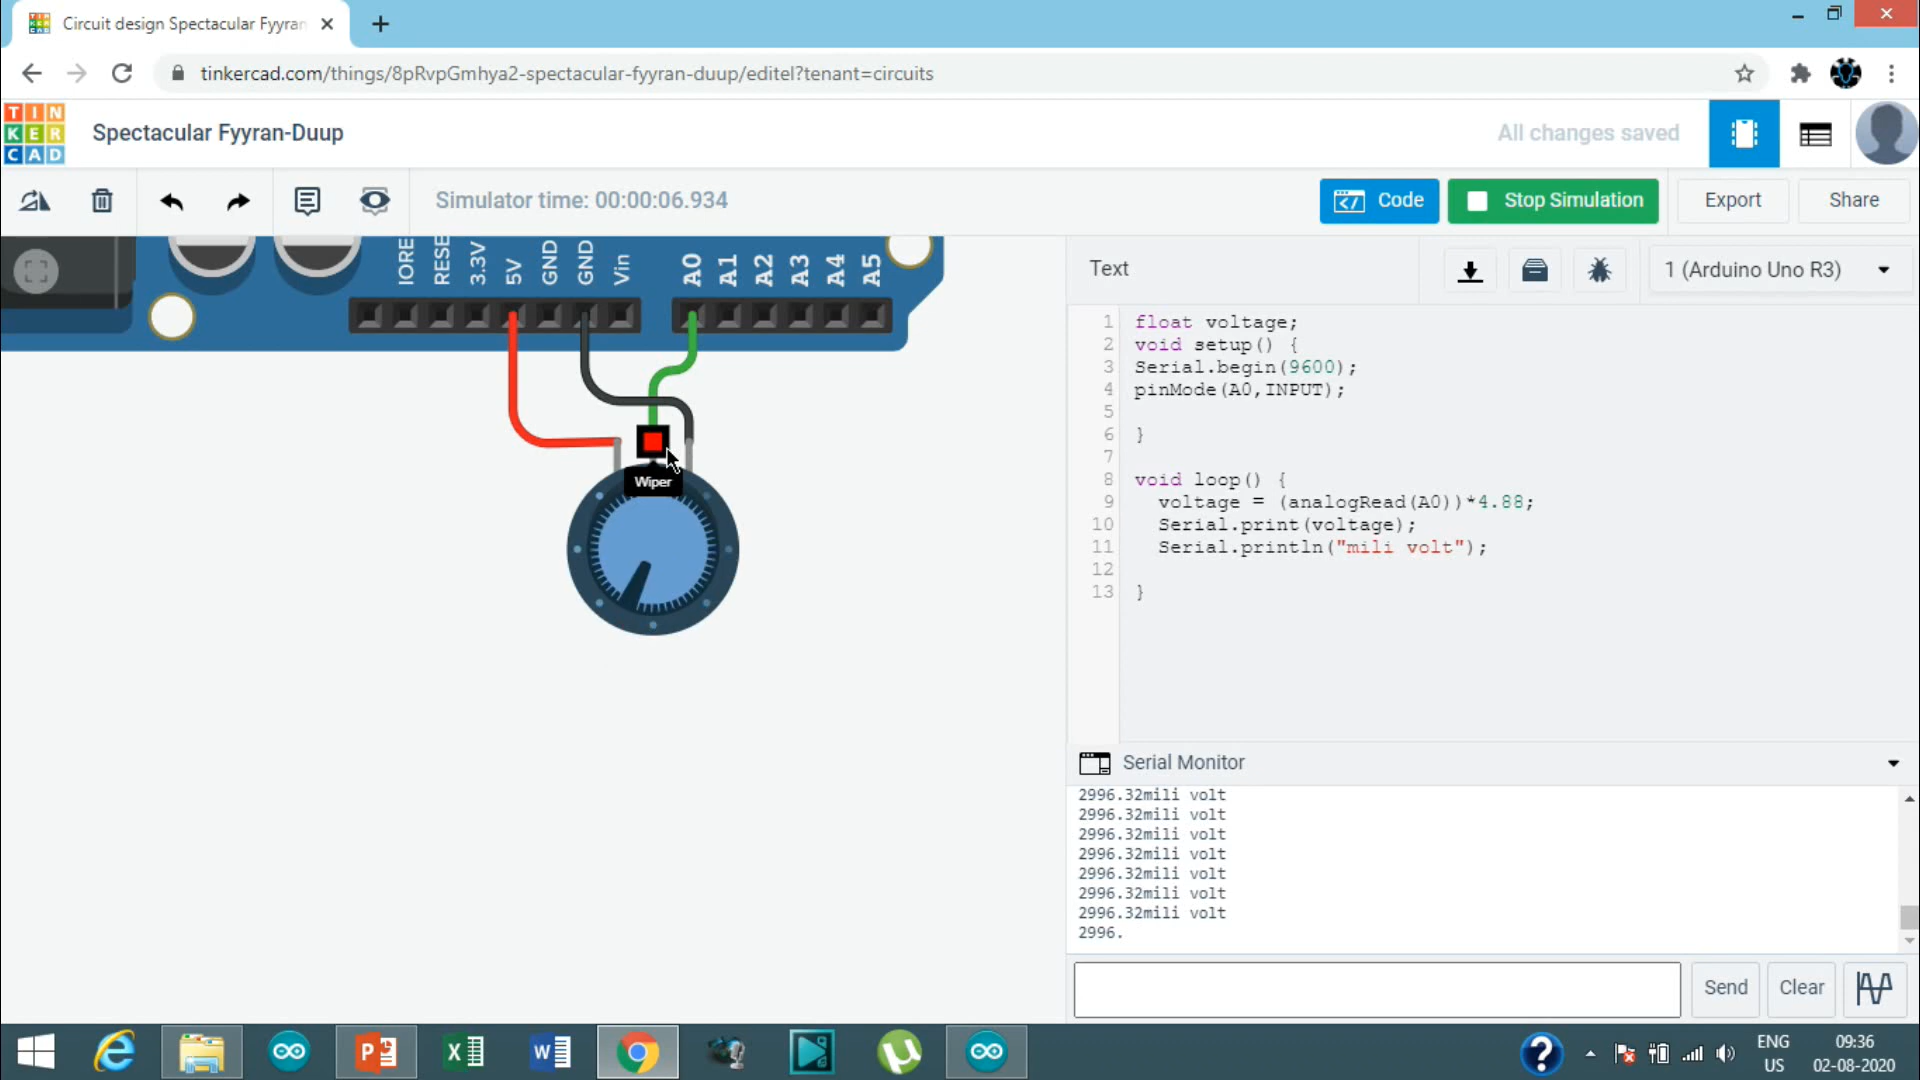 Circuit design Spectacular Fyyran
tinkercad.com/things/8pRvpGmhya2-spectacular-fyyran-duup/editel?tenant=circuits
TIN
KER
CAD
Spectacular Fyyran-Duup
All changes saved
Simulator time: 00:00:06.934
Code
Stop Simulation
Export
Share
IORE
RESE
3.3V
5V
GND
GND
Vin
A0
A1
A2
A3
A4
A5
Wiper
Text
1 (Arduino Uno R3)
1 float voltage;
2 void setup() {
3 Serial.begin(9600);
4 pinMode(A0,INPUT);
5
6 }
7
8 void loop() {
9 voltage = (analogRead(A0))*4.88;
10 Serial.print(voltage);
11 Serial.println("mili volt");
12
13 }
Serial Monitor
2996.32mili volt
2996.32mili volt
2996.32mili volt
2996.32mili volt
2996.32mili volt
2996.32mili volt
2996.32mili volt
2996.
Send
Clear
ENG
US
09:36
02-08-2020